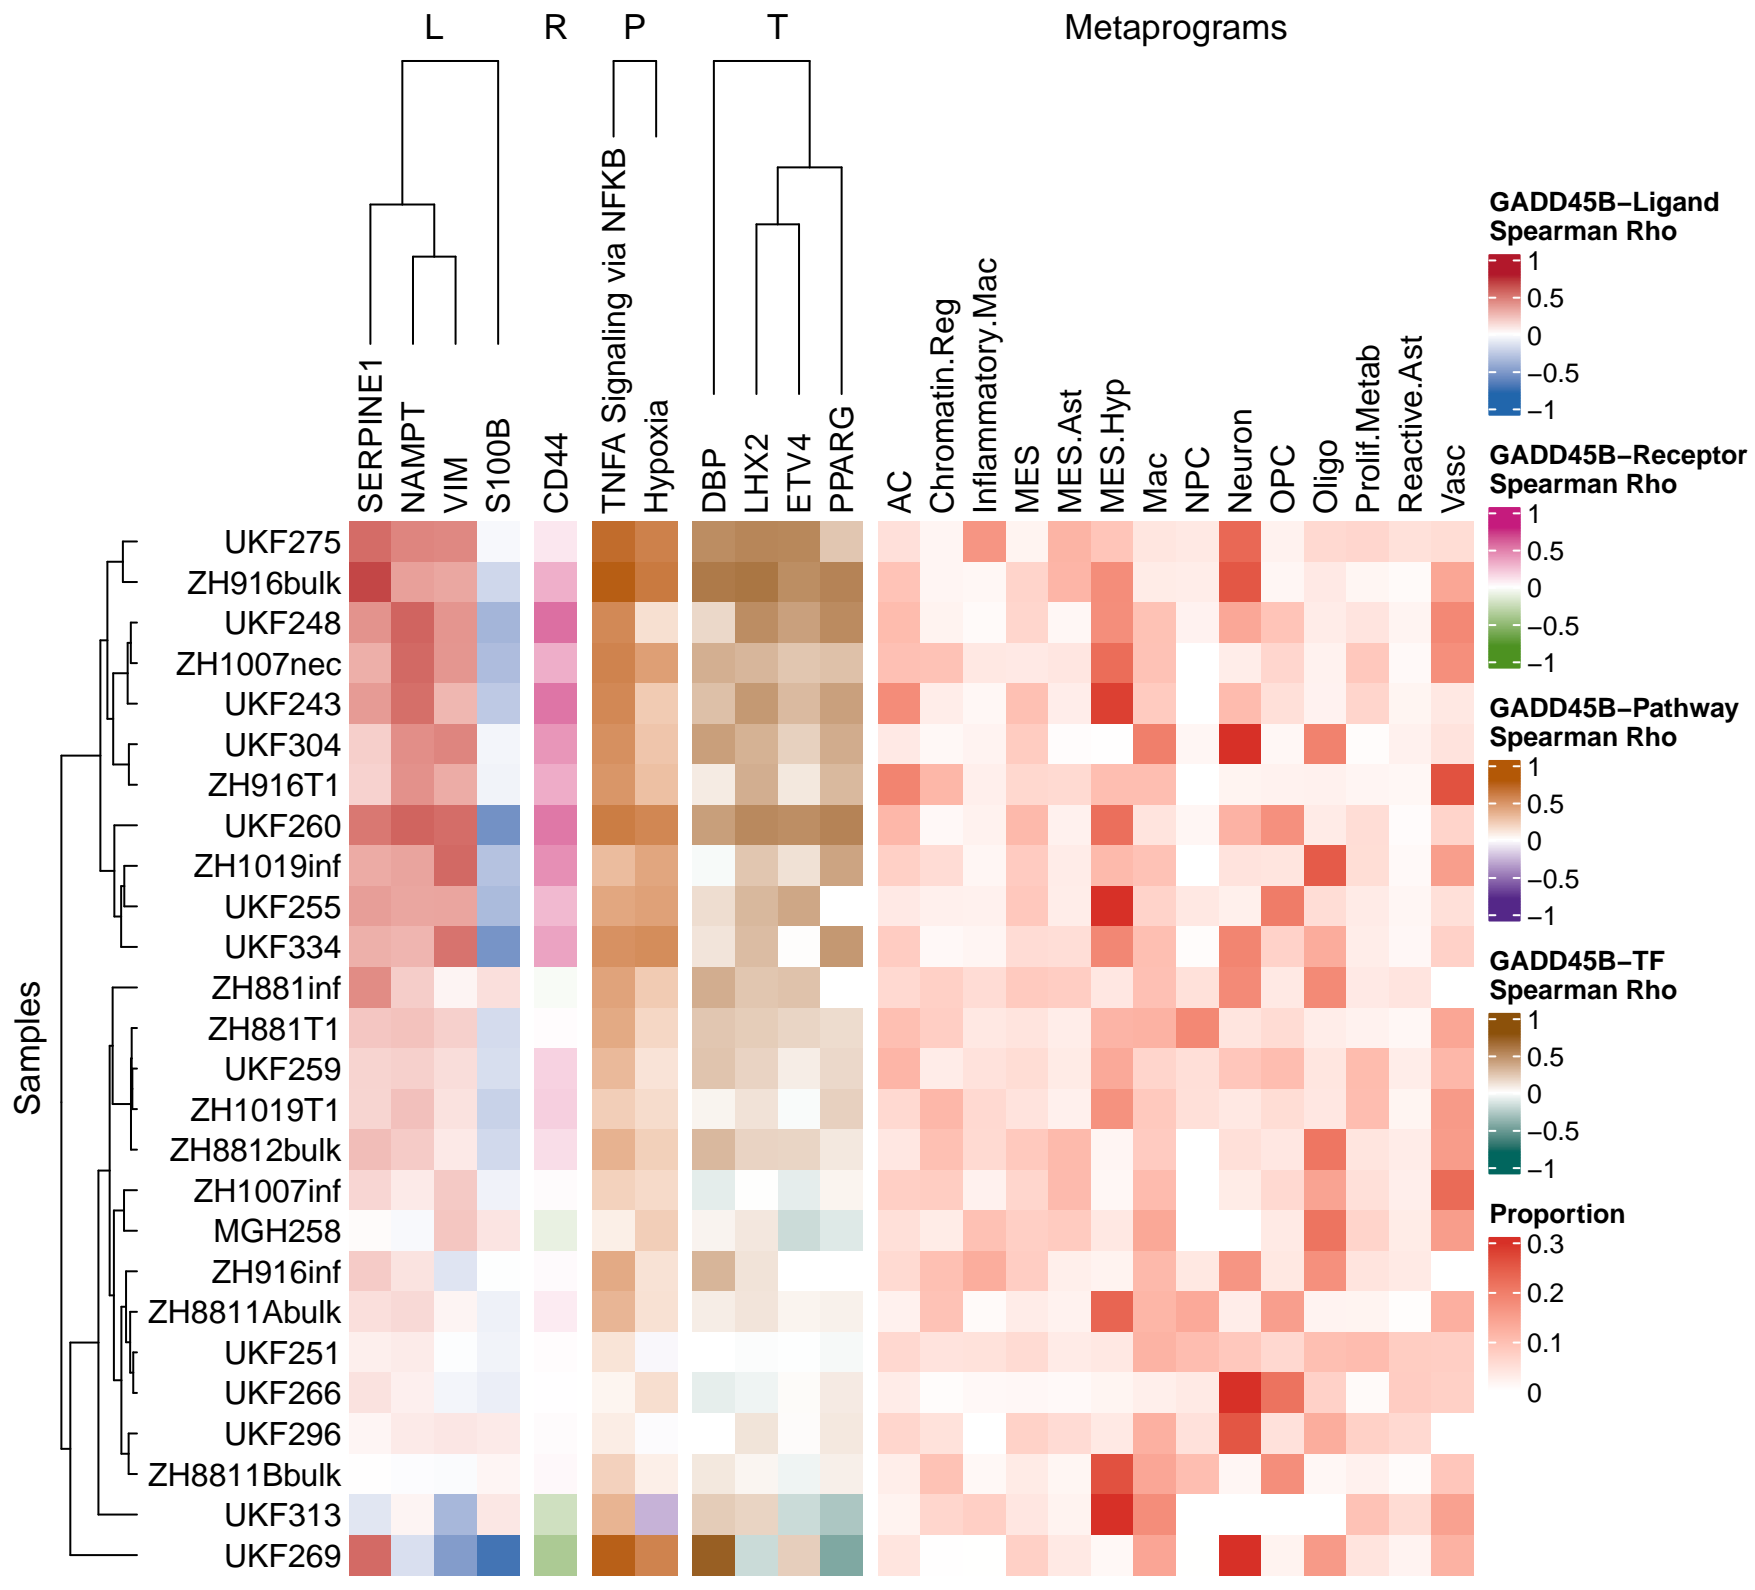 L R P T Metaprograms
SERPINE1
NAMPT
VIM
S100B
CD44
TNFA Signaling via NFKB
Hypoxia
DBP
LHX2
ETV4
PPARG
AC
Chromatin.Reg
Inflammatory.Mac
MES
MES.Ast
MES.Hyp
Mac
NPC
Neuron
OPC
Oligo
Prolif.Metab
Reactive.Ast
Vasc
Samples
UKF275
ZH916bulk
UKF248
ZH1007nec
UKF243
UKF304
ZH916T1
UKF260
ZH1019inf
UKF255
UKF334
ZH881inf
ZH881T1
UKF259
ZH1019T1
ZH8812bulk
ZH1007inf
MGH258
ZH916inf
ZH8811Abulk
UKF251
UKF266
UKF296
ZH8811Bbulk
UKF313
UKF269
GADD45B−Ligand
Spearman Rho
1
0.5
0
−0.5
−1
GADD45B−Receptor
Spearman Rho
1
0.5
0
−0.5
−1
GADD45B−Pathway
Spearman Rho
1
0.5
0
−0.5
−1
GADD45B−TF
Spearman Rho
1
0.5
0
−0.5
−1
Proportion
0.3
0.2
0.1
0